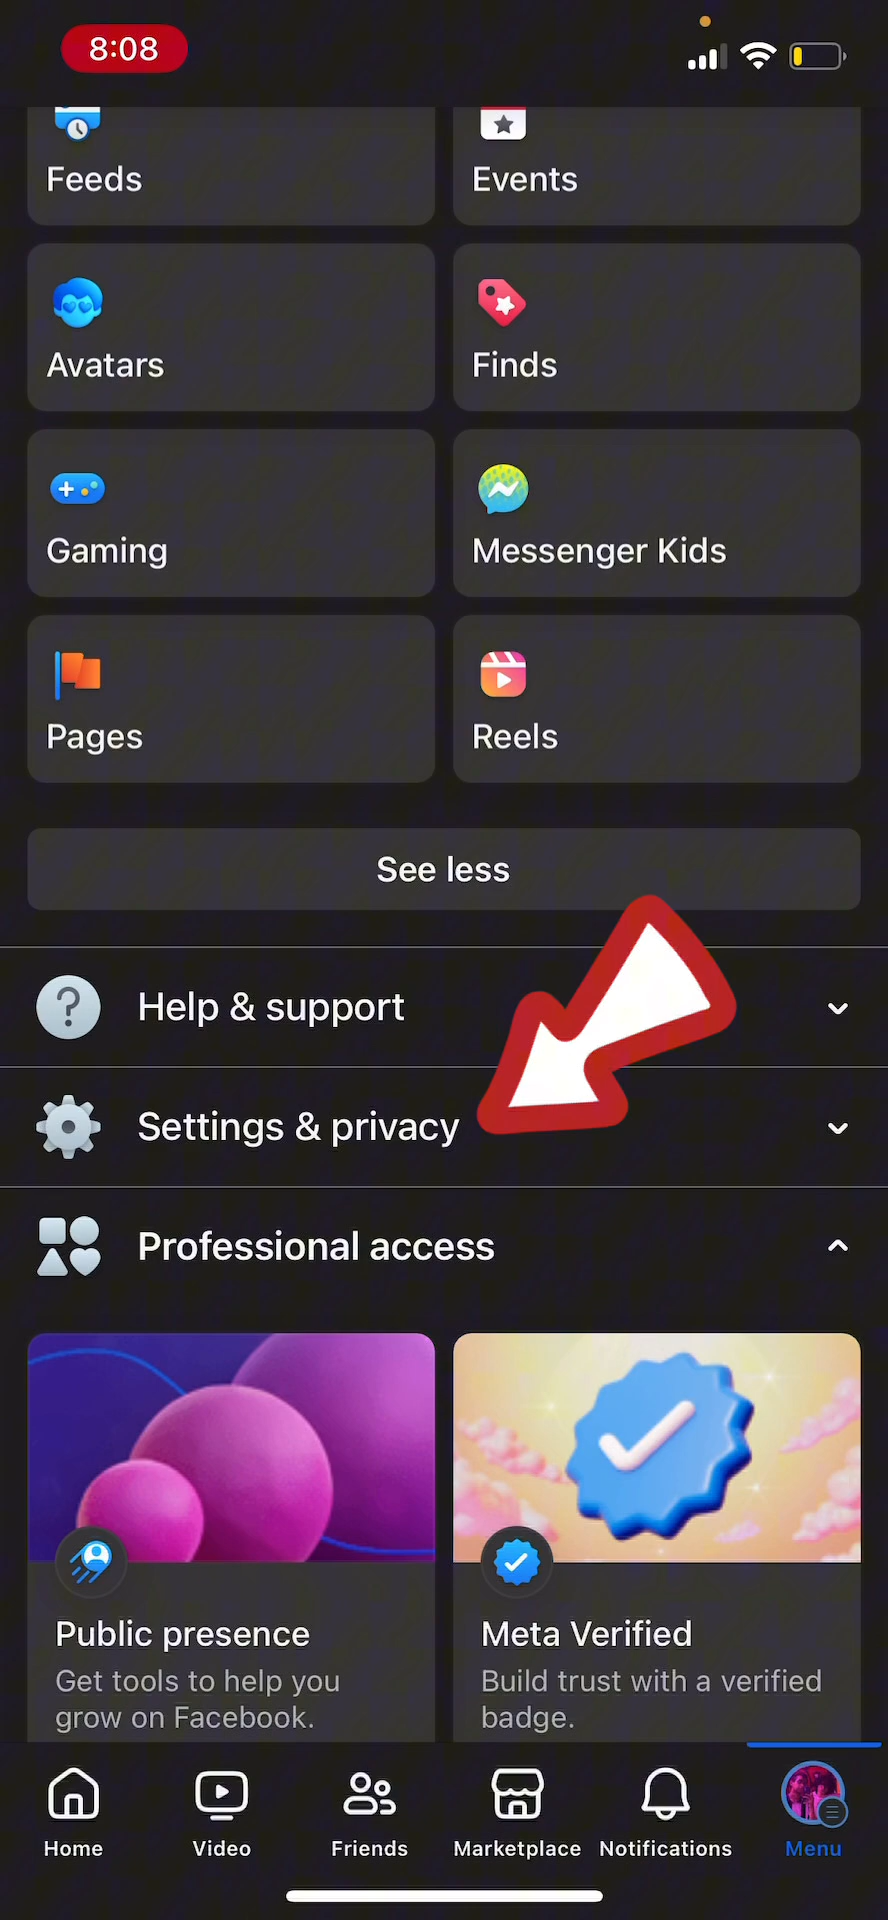 8:08
Feeds
Events
Avatars
Finds
Gaming
Messenger Kids
Pages
Reels
See less
Help & support
Settings & privacy
Professional access
Public presence
Get tools to help you
grow on Facebook.
Meta Verified
Build trust with a verified
badge.
Home
Video
Friends
Marketplace
Notifications
Menu